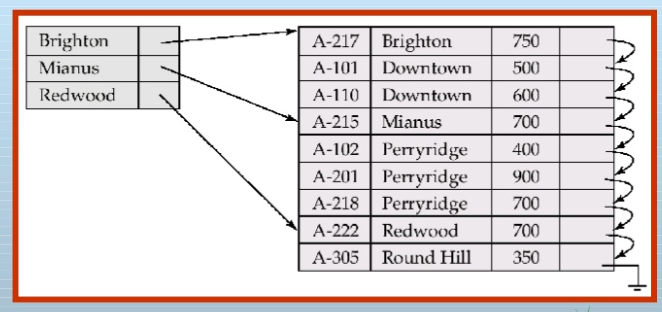 Brighton
Mianus
Redwood
A-217 Brighton 750
A-101 Downtown 500
A-110 Downtown 600
A-215 Mianus 700
A-102 Perryridge 400
A-201 Perryridge 900
A-218 Perryridge 700
A-222 Redwood 700
A-305 Round Hill 350